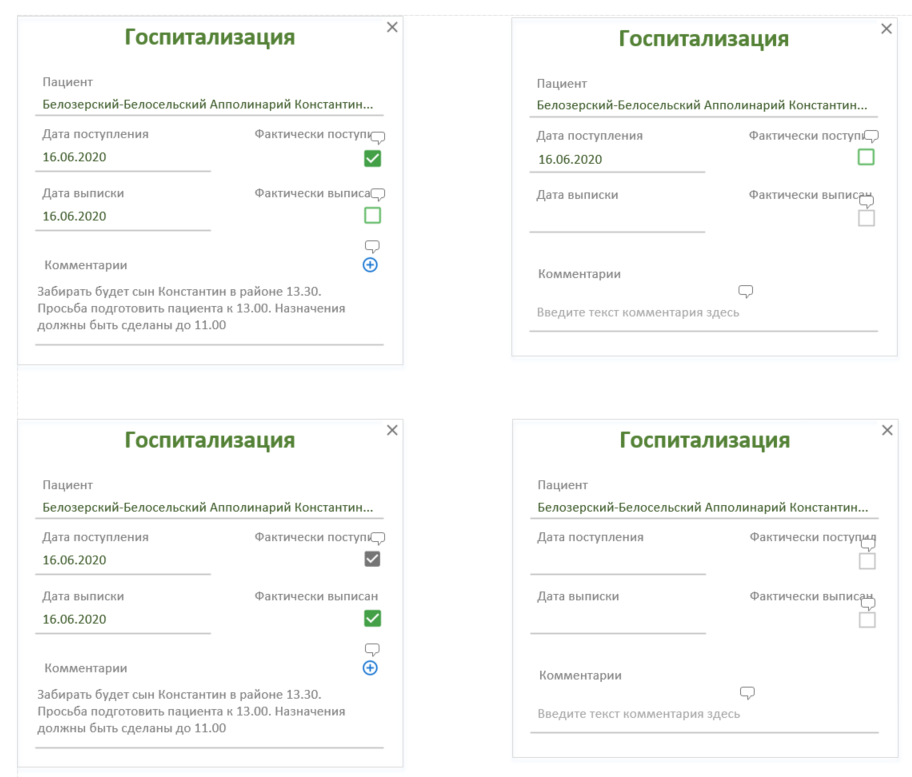 Госпитализация
Пациент
Белозерский-Белосельский Апполинарий Константин...
Дата поступления Фактически поступи
16.06.2020
Дата выписки Фактически выписа
16.06.2020
Комментарии
Забирать будет сын Константин в районе 13.30.
Просьба подготовить пациента к 13.00. Назначения
должны быть сделаны до 11.00
Госпитализация
Пациент
Белозерский-Белосельский Апполинарий Константин...
Дата поступления Фактически поступи
16.06.2020
Дата выписки Фактически выписан
Комментарии
Введите текст комментария здесь
Госпитализация
Пациент
Белозерский-Белосельский Апполинарий Константин...
Дата поступления Фактически поступи
16.06.2020
Дата выписки Фактически выписан
16.06.2020
Комментарии
Забирать будет сын Константин в районе 13.30.
Просьба подготовить пациента к 13.00. Назначения
должны быть сделаны до 11.00
Госпитализация
Пациент
Белозерский-Белосельский Апполинарий Константин...
Дата поступления Фактически поступил
Дата выписки Фактически выписан
Комментарии
Введите текст комментария здесь